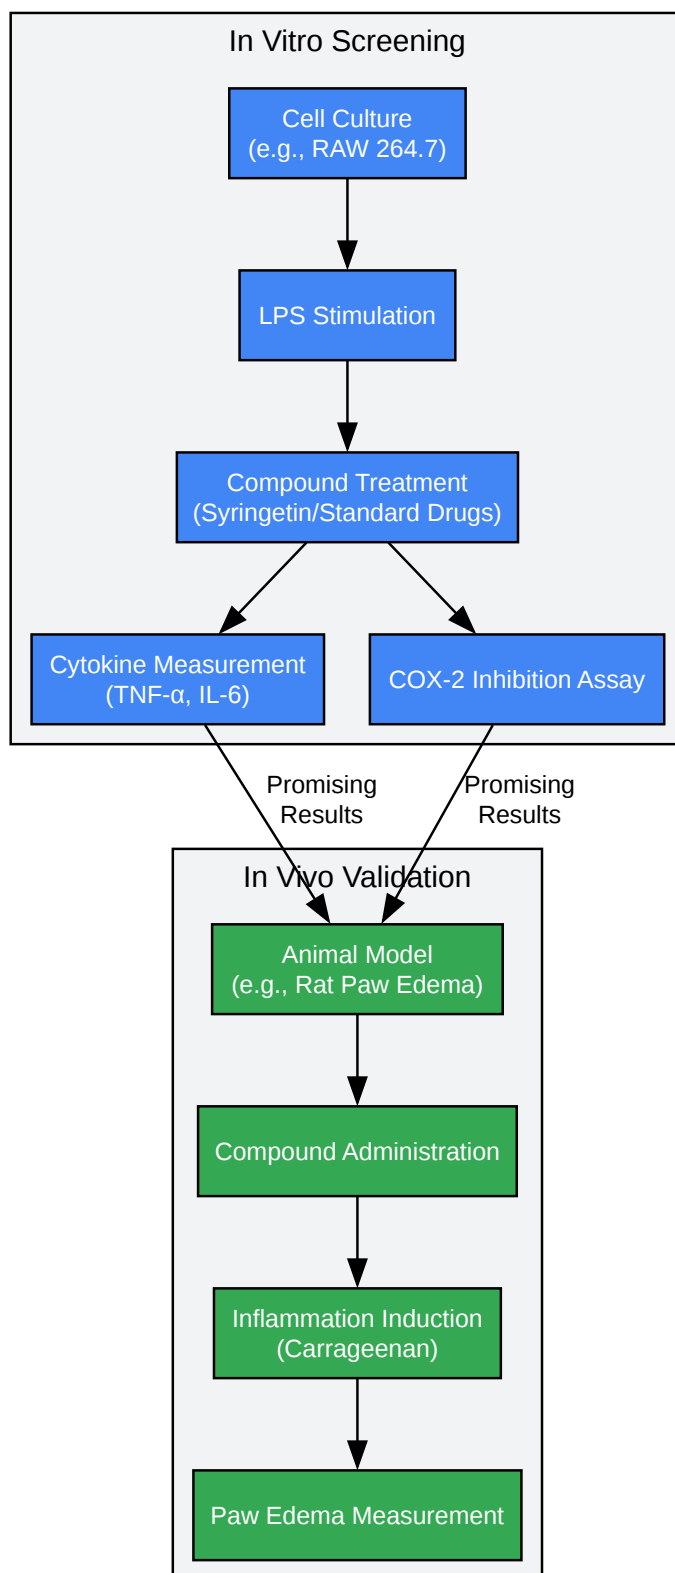 In Vitro Screening
Cell Culture
(e.g., RAW 264.7)
LPS Stimulation
Compound Treatment
(Syringetin/Standard Drugs)
Cytokine Measurement
(TNF-α, IL-6)
COX-2 Inhibition Assay
Promising
Results
Promising
Results
In Vivo Validation
Animal Model
(e.g., Rat Paw Edema)
Compound Administration
Inflammation Induction
(Carrageenan)
Paw Edema Measurement